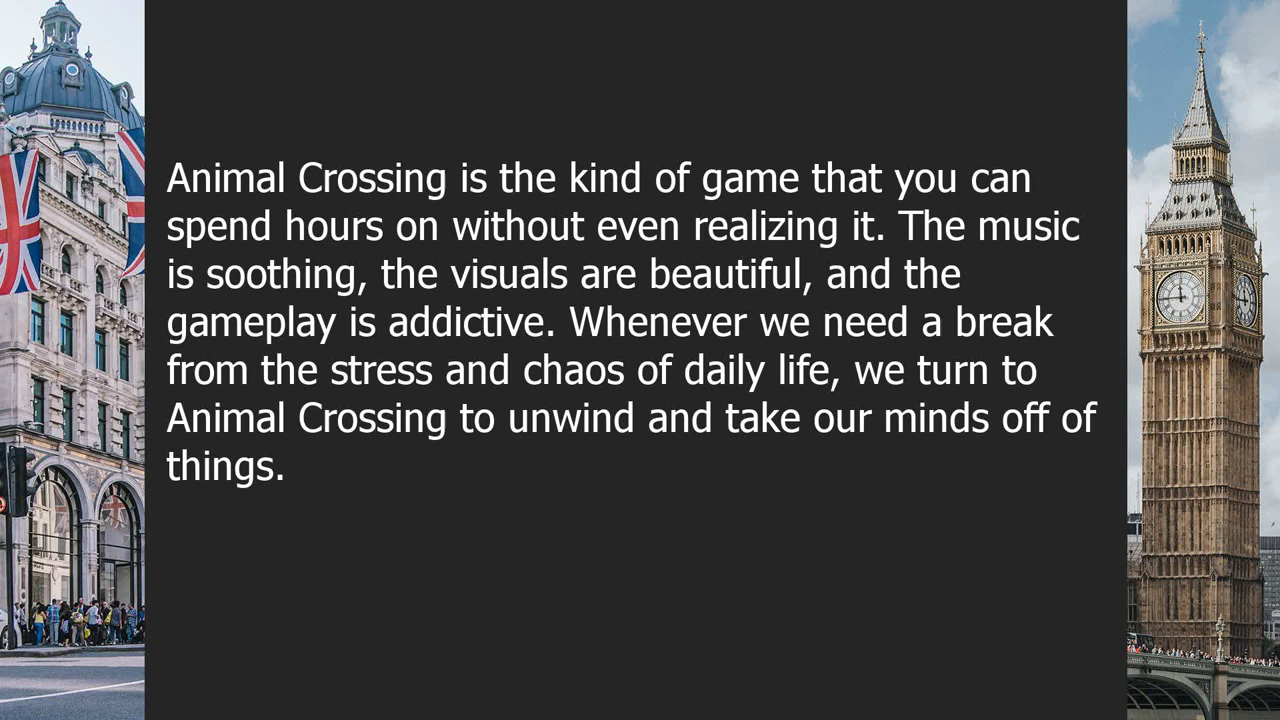 Animal Crossing is the kind of game that you can
spend hours on without even realizing it. The music
is soothing, the visuals are beautiful, and the
gameplay is addictive. Whenever we need a break
from the stress and chaos of daily life, we turn to
Animal Crossing to unwind and take our minds off of
things.